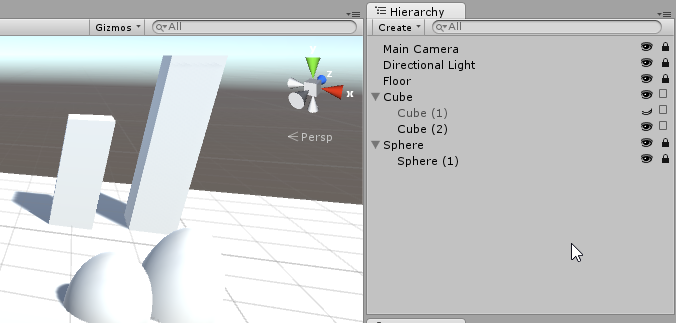 Gizmos
All
y
z
x
Persp
Hierarchy
Create
All
Main Camera
Directional Light
Floor
Cube
Cube (1)
Cube (2)
Sphere
Sphere (1)